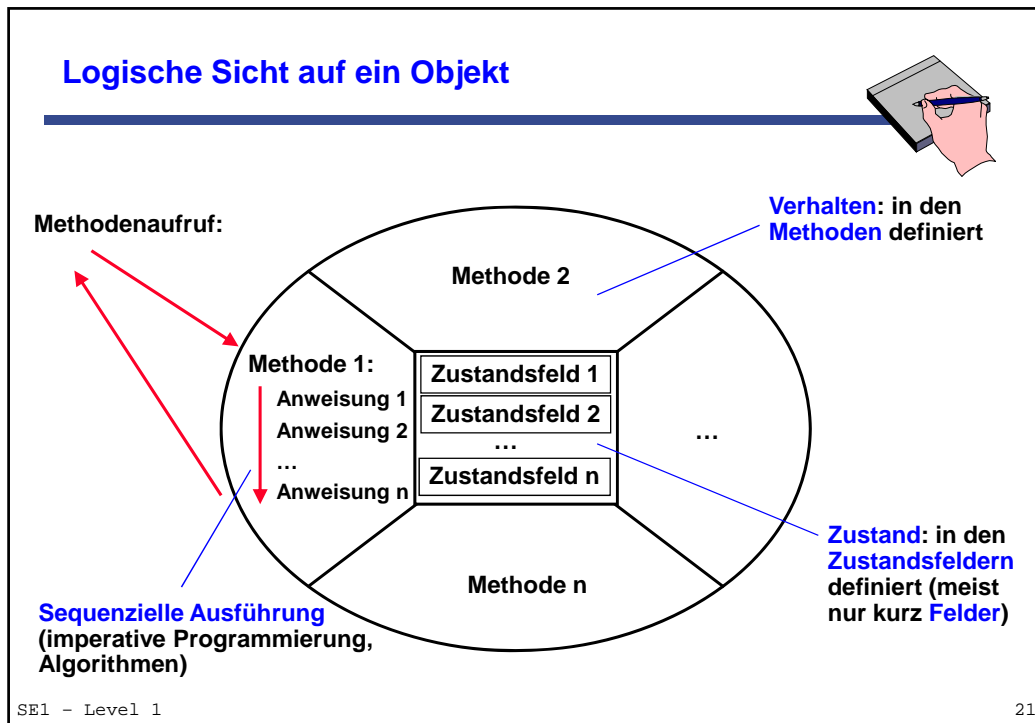 Logische Sicht auf ein Objekt
Methodenaufruf:
Verhalten: in den
Methoden definiert
Methode 2
Methode 1:
Anweisung 1
Anweisung 2
…
Anweisung n
Zustandsfeld 1
Zustandsfeld 2
…
Zustandsfeld n
…
Methode n
Zustand: in den
Zustandsfeldern
definiert (meist
nur kurz Felder)
Sequenzielle Ausführung
(imperative Programmierung,
Algorithmen)
SE1 – Level 1
21